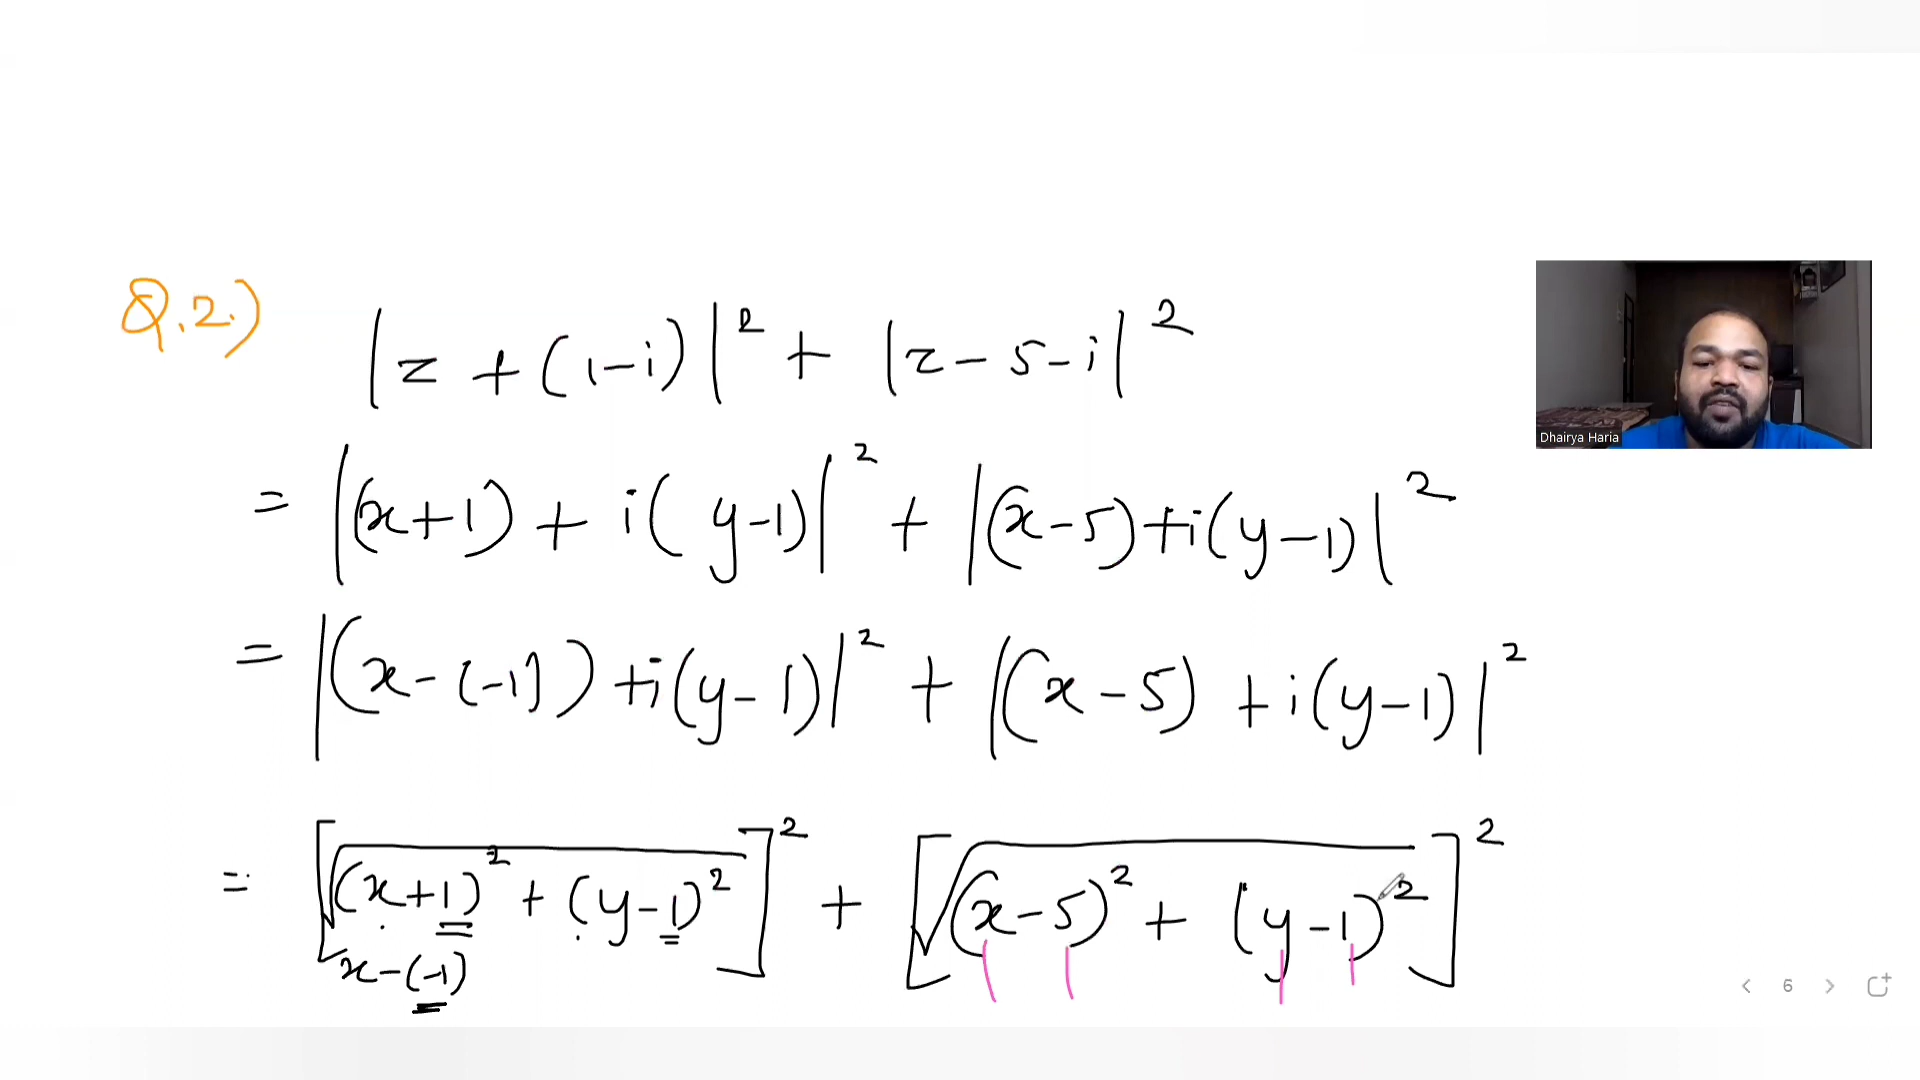 Q.2.)
|z + (1-i)|² + |z - 5 - i|²
= |(x+1) + i(y-1)|² + |(x-5)+i(y-1)|²
= |(x-(-1)) +i(y-1)|² + |(x-5) +i(y-1)|²
= [√((x+1)² + (y-1)²)]² + [√((x-5)² + (y-1)²)]²
x-(-1)
Dhairya Haria
< 6 >